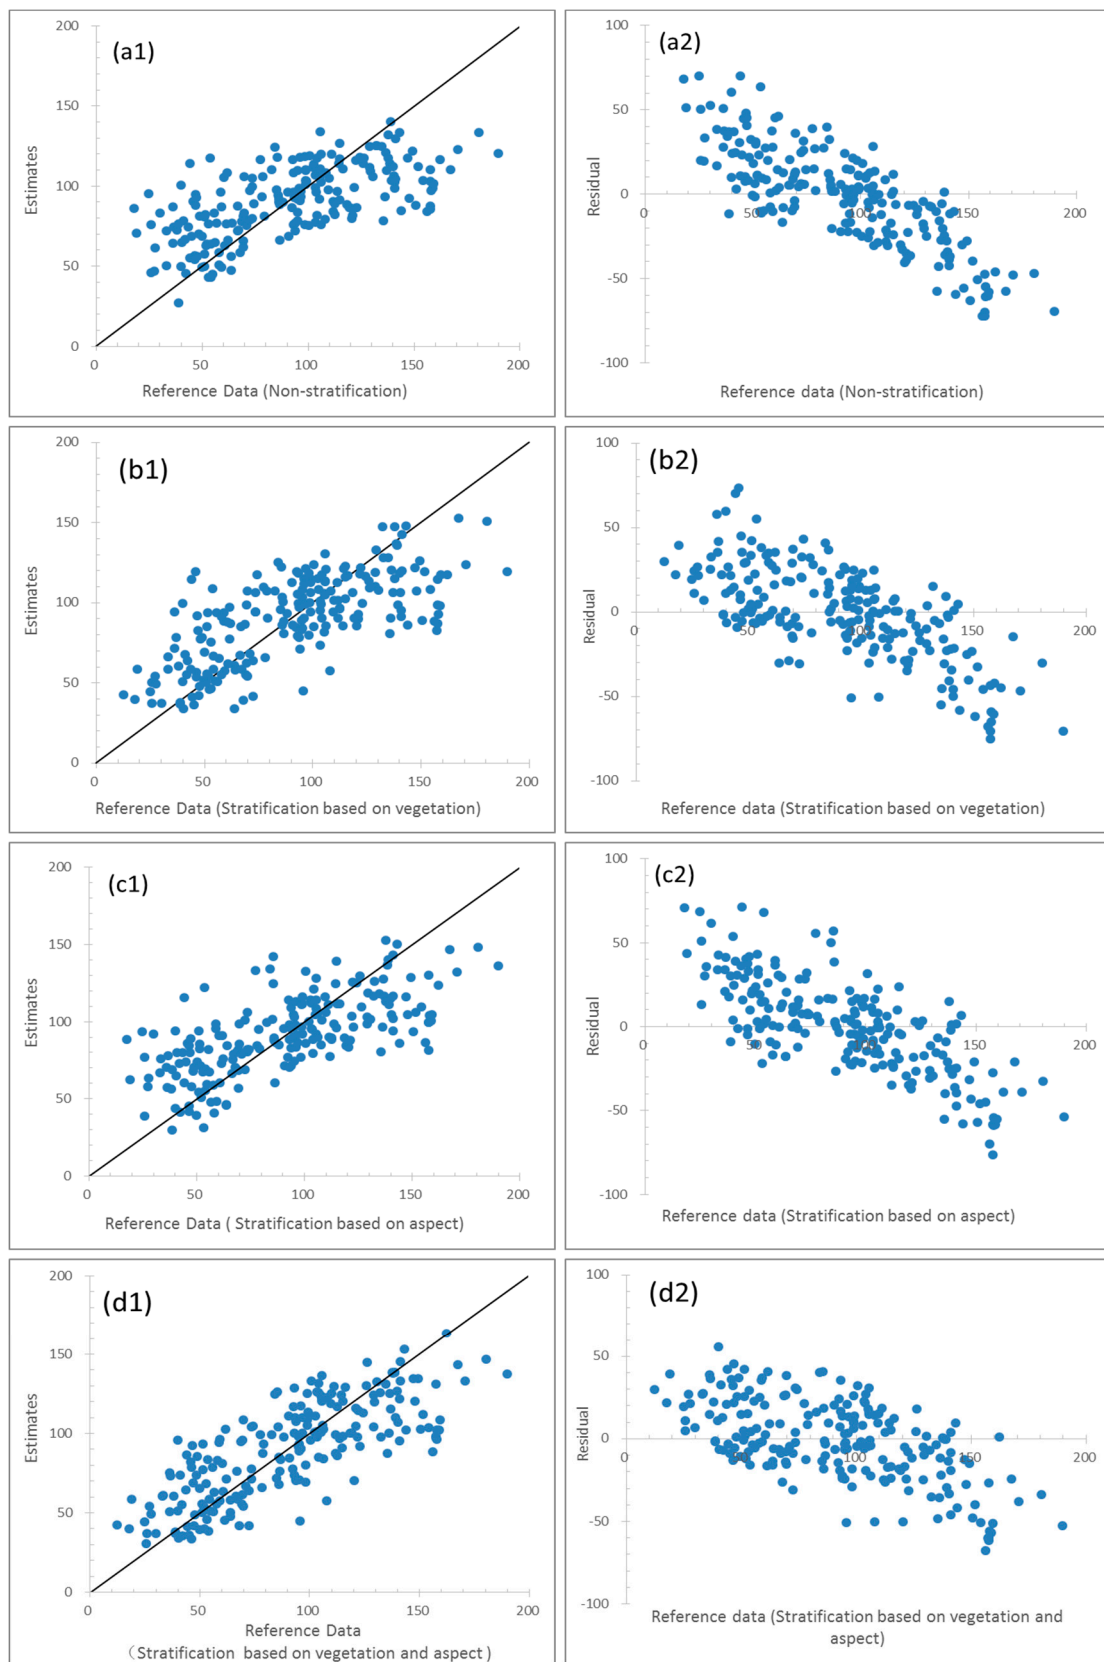 (a1)
200
150
100
50
0
Estimates
0 50 100 150 200
Reference Data (Non-stratification)
(a2)
100
50
0
-50
-100
Residual
0 50 100 150 200
Reference data (Non-stratification)
(b1)
200
150
100
50
0
Estimates
0 50 100 150 200
Reference Data (Stratification based on vegetation)
(b2)
100
50
0
-50
-100
Residual
0 50 100 150 200
Reference data (Stratification based on vegetation)
(c1)
200
150
100
50
0
Estimates
0 50 100 150 200
Reference Data ( Stratification based on aspect)
(c2)
100
50
0
-50
-100
Residual
0 50 100 150 200
Reference data (Stratification based on aspect)
(d1)
200
150
100
50
0
Estimates
0 50 100 150 200
Reference Data
（Stratification based on vegetation and aspect )
(d2)
100
50
0
-50
-100
Residual
0 50 100 150 200
Reference data (Stratification based on vegetation and
aspect)